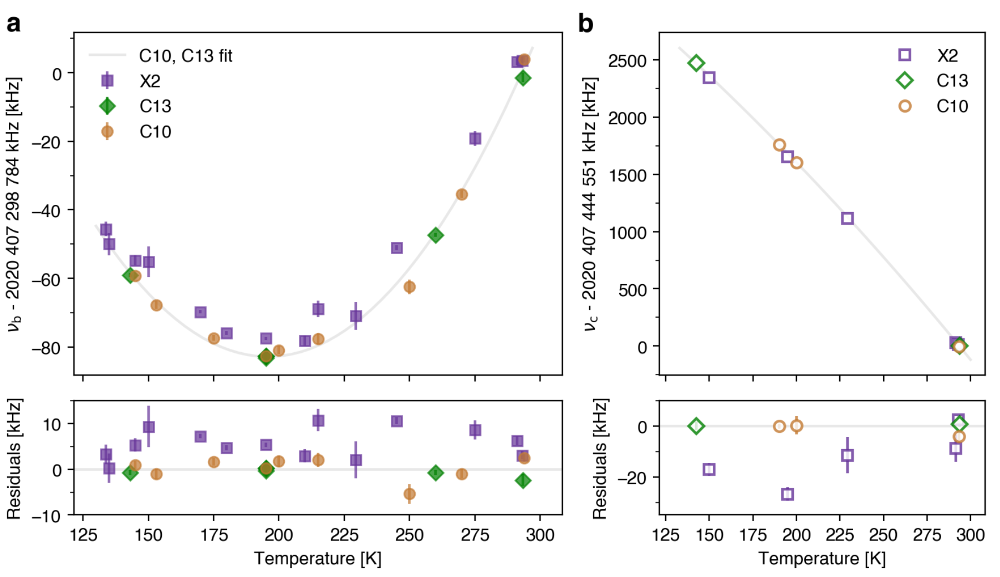 a
C10, C13 fit
X2
C13
C10
0
−20
−40
−60
−80
νb - 2020 407 298 784 kHz [kHz]
10
0
−10
Residuals [kHz]
125 150 175 200 225 250 275 300
Temperature [K]
b
X2
C13
C10
2500
2000
1500
1000
500
0
νc - 2020 407 444 551 kHz [kHz]
0
−20
Residuals [kHz]
125 150 175 200 225 250 275 300
Temperature [K]